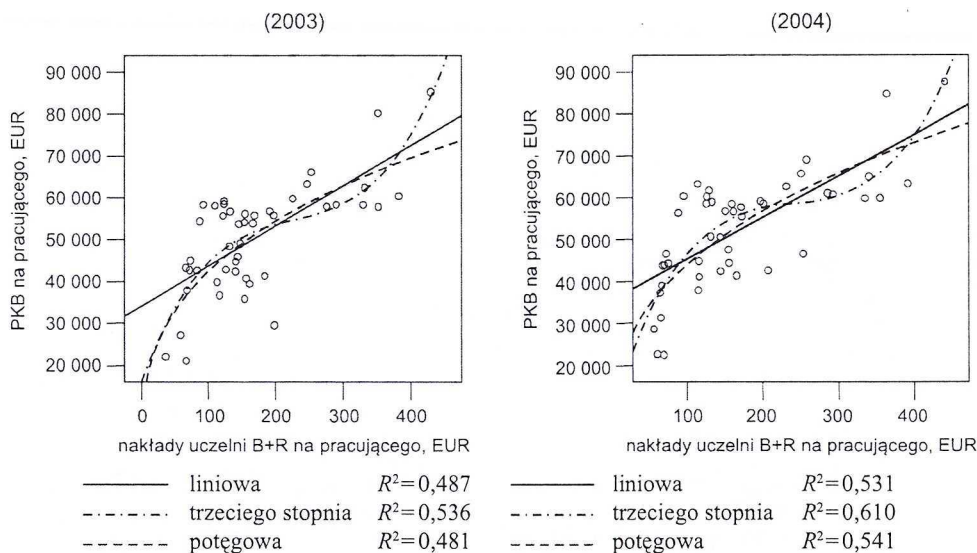 (2003)
(2004)
PKB na pracującego, EUR
90 000
80 000
70 000
60 000
50 000
40 000
30 000
20 000
0 100 200 300 400
nakłady uczelni B+R na pracującego, EUR
PKB na pracującego, EUR
90 000
80 000
70 000
60 000
50 000
40 000
30 000
20 000
100 200 300 400
nakłady uczelni B+R na pracującego, EUR
liniowa R²=0,487
trzeciego stopnia R²=0,536
potęgowa R²=0,481
liniowa R²=0,531
trzeciego stopnia R²=0,610
potęgowa R²=0,541